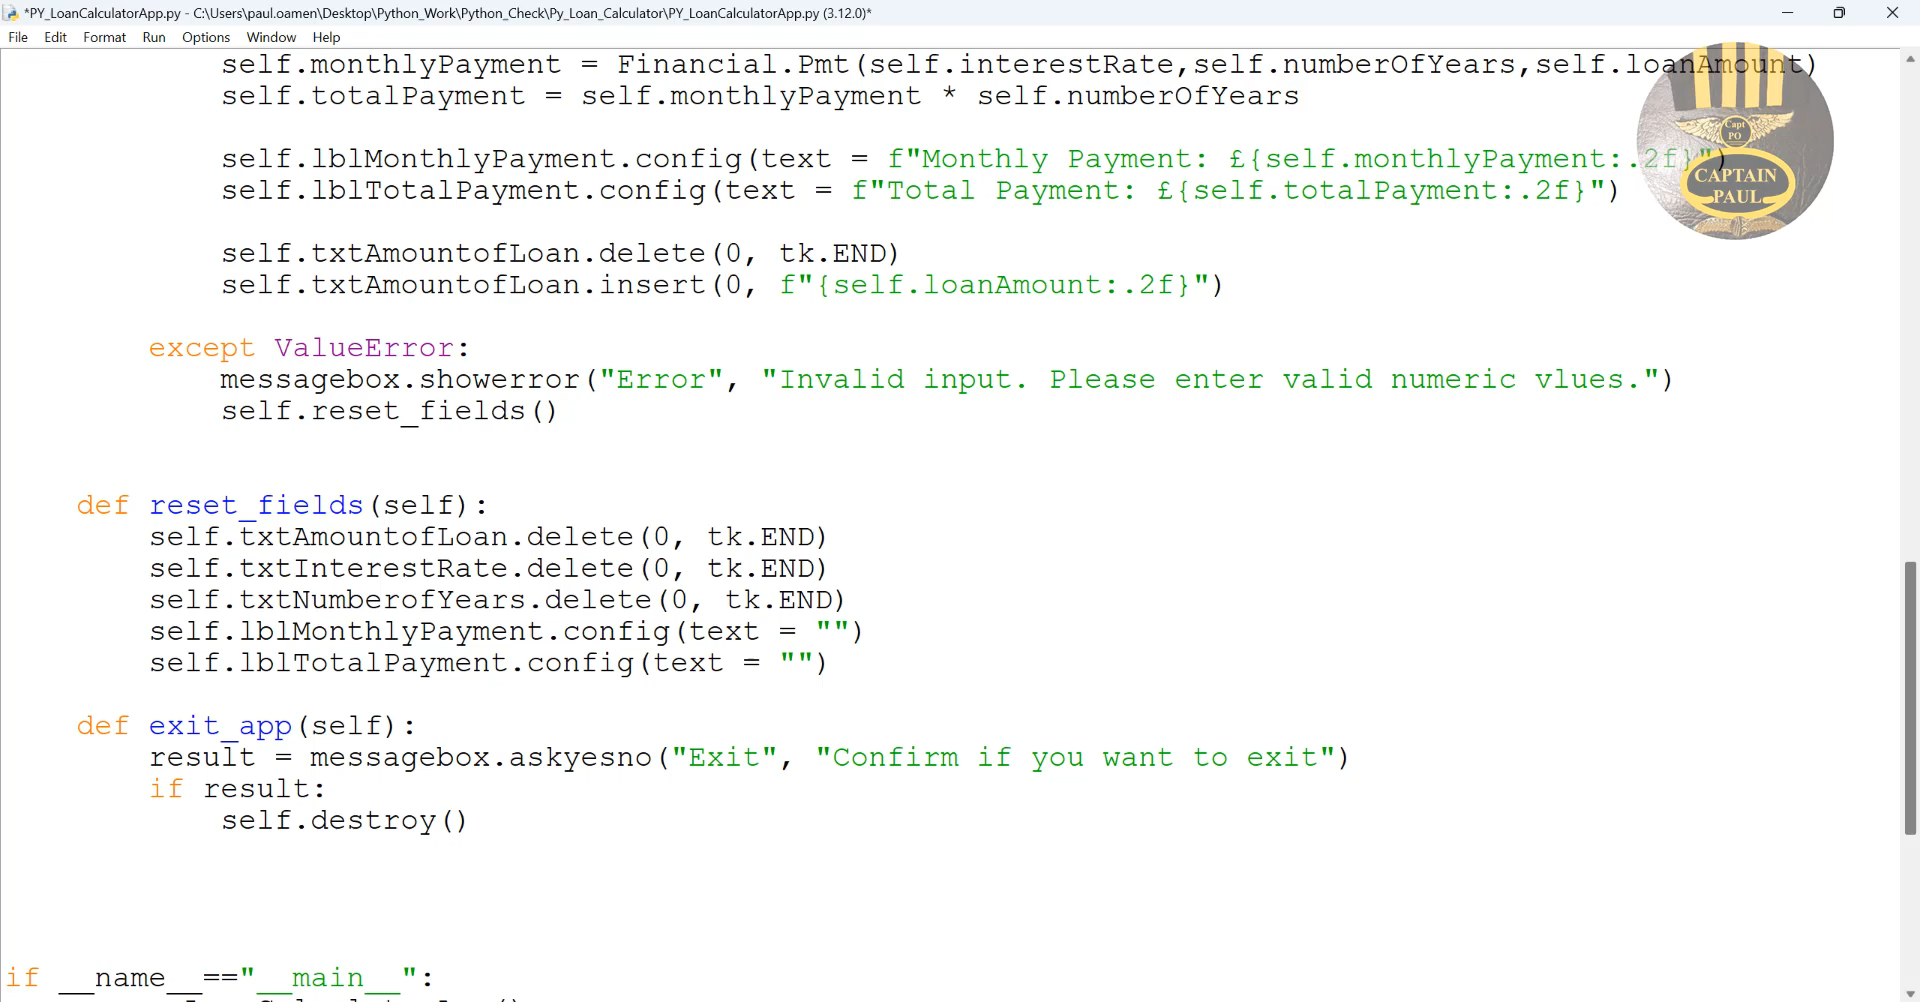 *PY_LoanCalculatorApp.py - C:\Users\paul.oamen\Desktop\Python_Work\Python_Check\Py_Loan_Calculator\PY_LoanCalculatorApp.py (3.12.0)*
File Edit Format Run Options Window Help
self.monthlyPayment = Financial.Pmt(self.interestRate,self.numberOfYears,self.loanAmount)
self.totalPayment = self.monthlyPayment * self.numberOfYears
self.lblMonthlyPayment.config(text = f"Monthly Payment: £{self.monthlyPayment:.2f}")
self.lblTotalPayment.config(text = f"Total Payment: £{self.totalPayment:.2f}")
Capt
PO
CAPTAIN
PAUL
self.txtAmountofLoan.delete(0, tk.END)
self.txtAmountofLoan.insert(0, f"{self.loanAmount:.2f}")
except ValueError:
messagebox.showerror("Error", "Invalid input. Please enter valid numeric vlues.")
self.reset_fields()
def reset_fields(self):
self.txtAmountofLoan.delete(0, tk.END)
self.txtInterestRate.delete(0, tk.END)
self.txtNumberofYears.delete(0, tk.END)
self.lblMonthlyPayment.config(text = "")
self.lblTotalPayment.config(text = "")
def exit_app(self):
result = messagebox.askyesno("Exit", "Confirm if you want to exit")
if result:
self.destroy()
if __name__=="__main__":